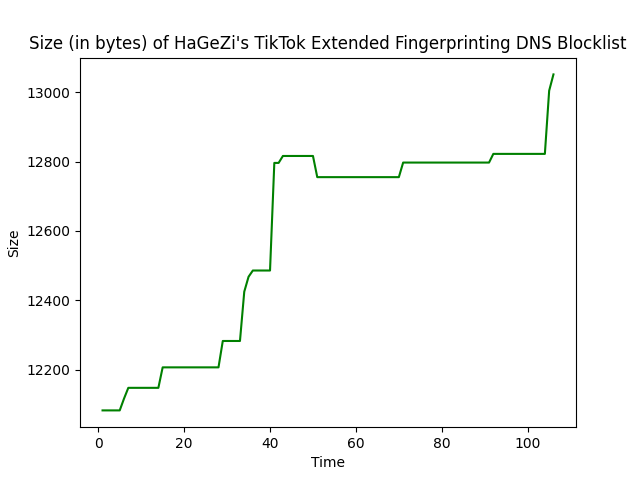 Size (in bytes) of HaGeZi's TikTok Extended Fingerprinting DNS Blocklist
13000
12800
12600
12400
12200
Size
0 20 40 60 80 100
Time